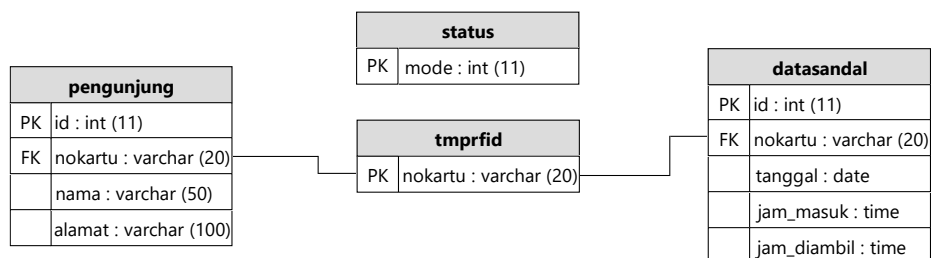 status
PK mode : int (11)
pengunjung
PK id : int (11)
FK nokartu : varchar (20)
nama : varchar (50)
alamat : varchar (100)
tmprfid
PK nokartu : varchar (20)
datasandal
PK id : int (11)
FK nokartu : varchar (20)
tanggal : date
jam_masuk : time
jam_diambil : time